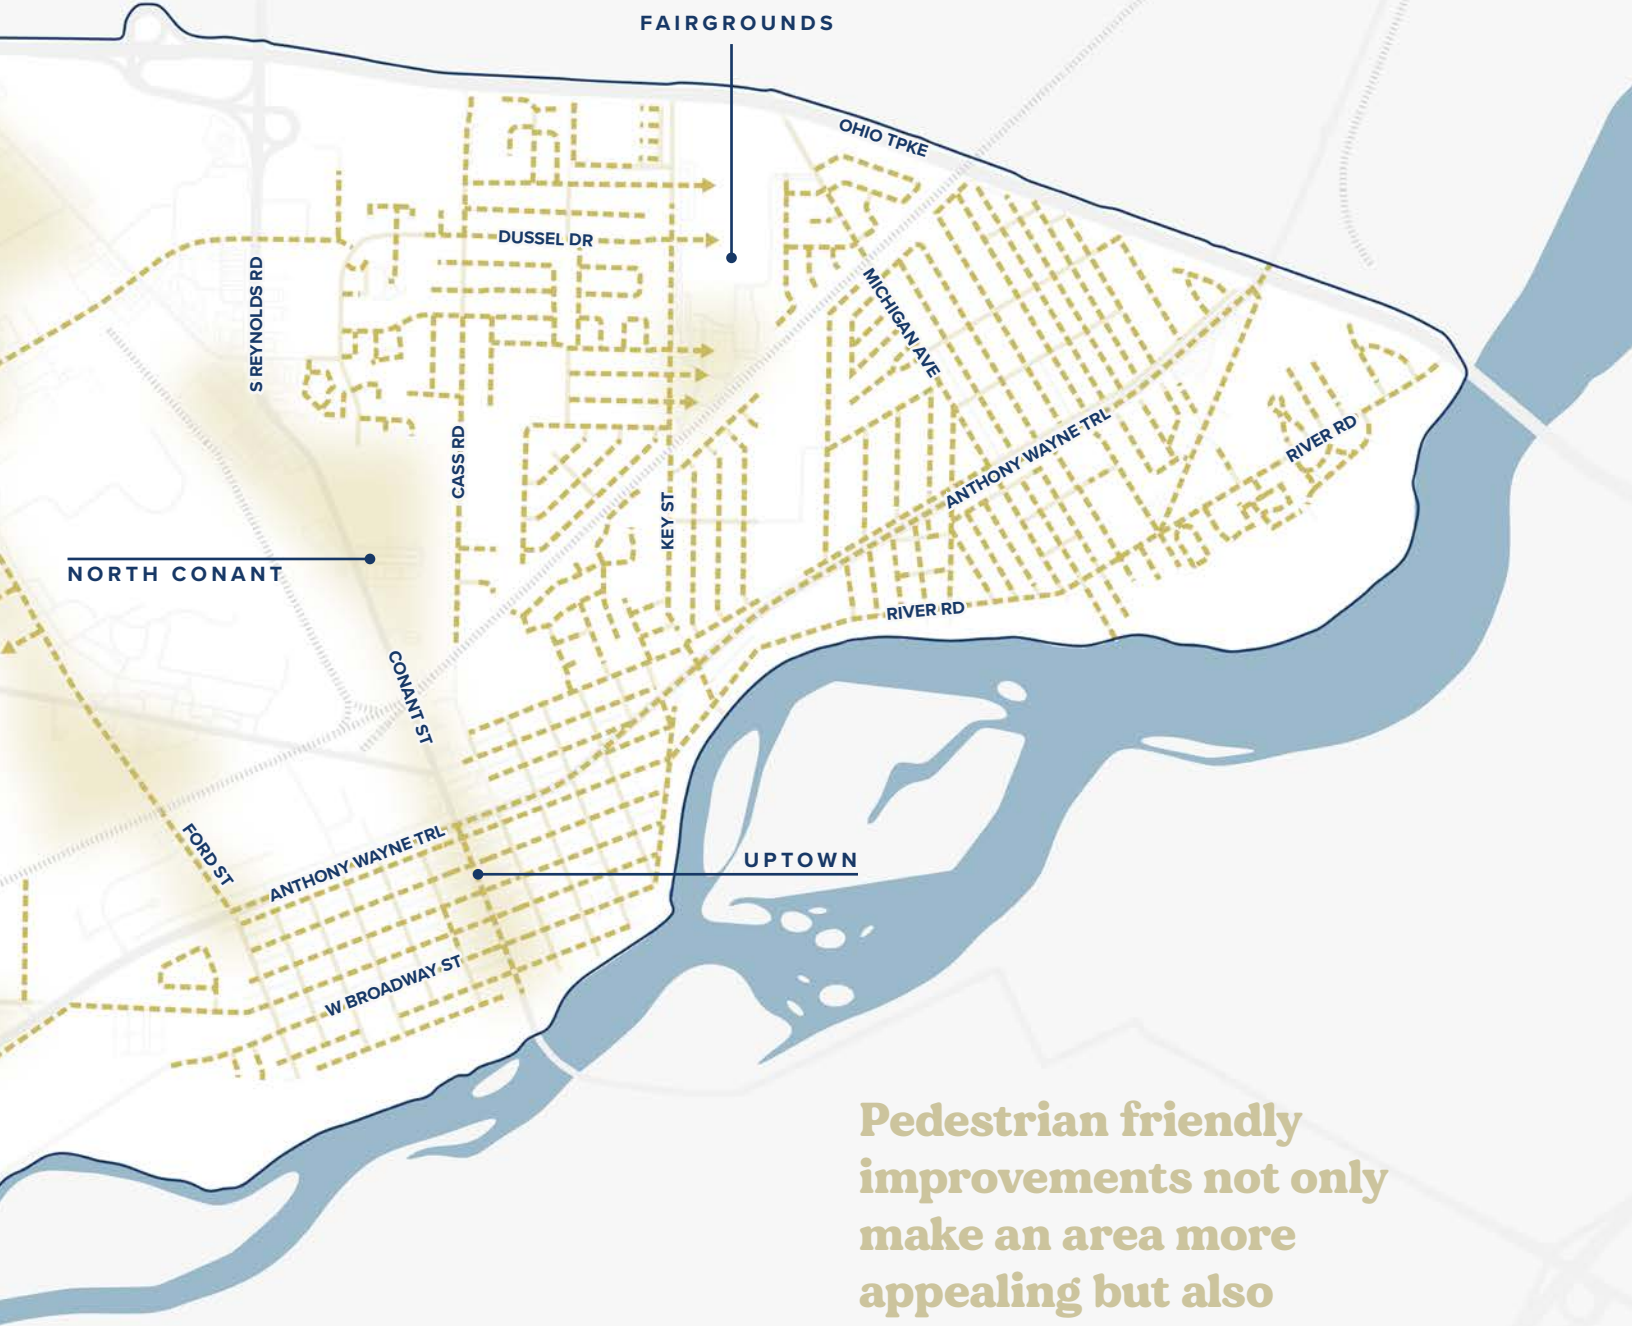 FAIRGROUNDS
OHIO TPKE
DUSSEL DR
S REYNOLDS RD
MICHIGAN AVE
CASS RD
ANTHONY WAYNE TRL
RIVER RD
KEY ST
NORTH CONANT
RIVER RD
CONANT ST
FORD ST
ANTHONY WAYNE TRL
UPTOWN
W BROADWAY ST
Pedestrian friendly
improvements not only
make an area more
appealing but also